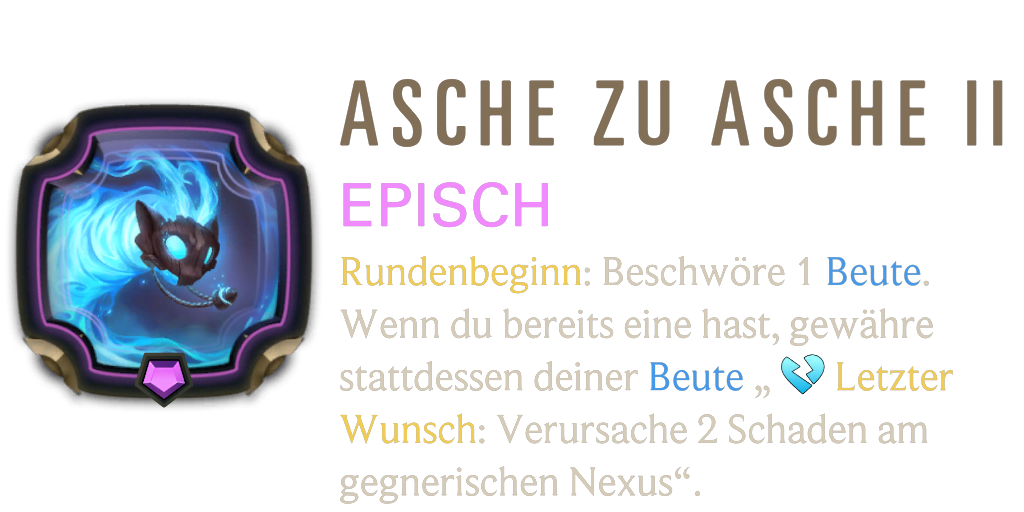 ASCHE ZU ASCHE II
EPISCH
Rundenbeginn: Beschwöre 1 Beute.
Wenn du bereits eine hast, gewähre
stattdessen deiner Beute „ Letzter
Wunsch: Verursache 2 Schaden am
gegnerischen Nexus“.